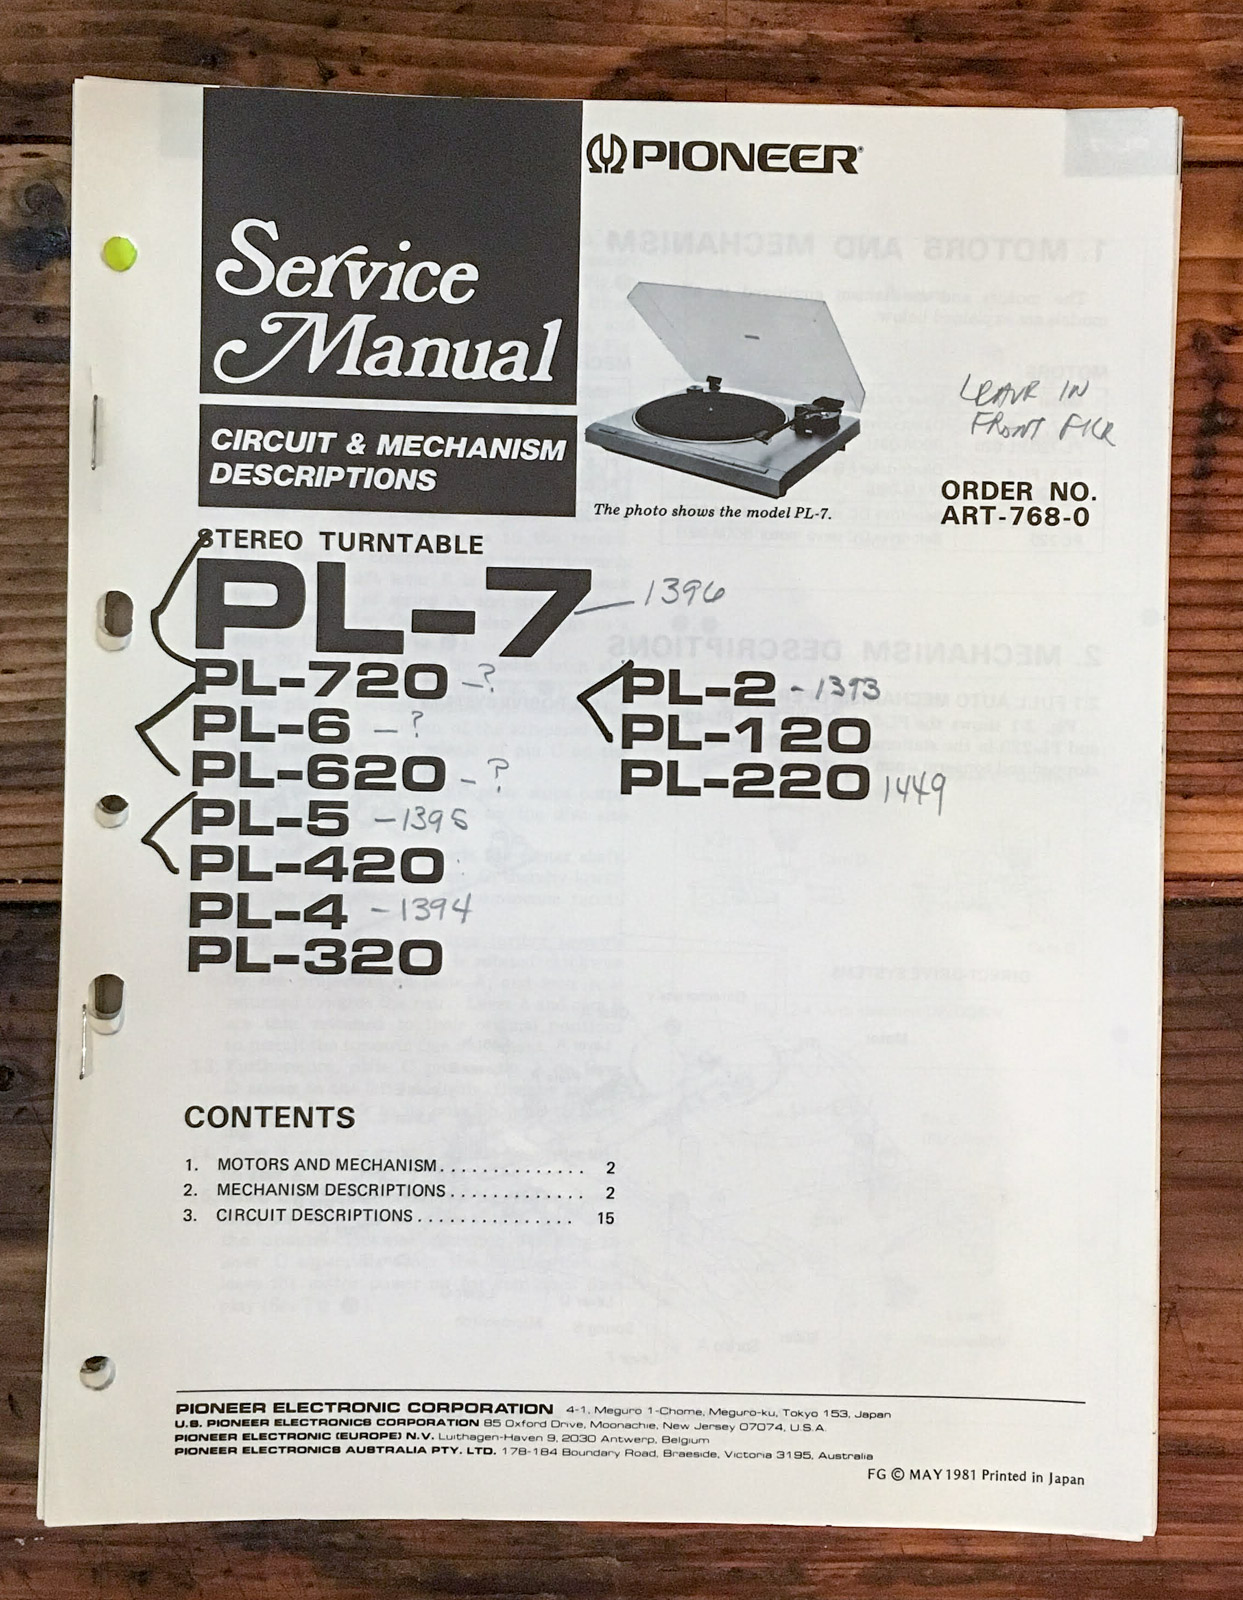 PIONEER®
Service
Manual
CIRCUIT & MECHANISM
DESCRIPTIONS
The photo shows the model PL-7.
LEAVE IN
FRONT
ORDER NO.
ART-768-0
STEREO TURNTABLE
PL-7 — 1396
PL-720 - ?
PL-6 - ?
PL-620 - ?
PL-5 - 1395
PL-420
PL-4 - 1394
PL-320
PL-2 - 1393
PL-120
PL-220 1449
CONTENTS
1. MOTORS AND MECHANISM.............. 2
2. MECHANISM DESCRIPTIONS............. 2
3. CIRCUIT DESCRIPTIONS............... 15
PIONEER ELECTRONIC CORPORATION 4-1, Meguro 1-Chome, Meguro-ku, Tokyo 153, Japan
U.S. PIONEER ELECTRONICS CORPORATION 85 Oxford Drive, Moonachie, New Jersey 07074, U.S.A.
PIONEER ELECTRONIC (EUROPE) N.V. Luithagen-Haven 9, 2030 Antwerp, Belgium
PIONEER ELECTRONICS AUSTRALIA PTY. LTD. 178-184 Boundary Road, Braeside, Victoria 3195, Australia
FG © MAY 1981 Printed in Japan